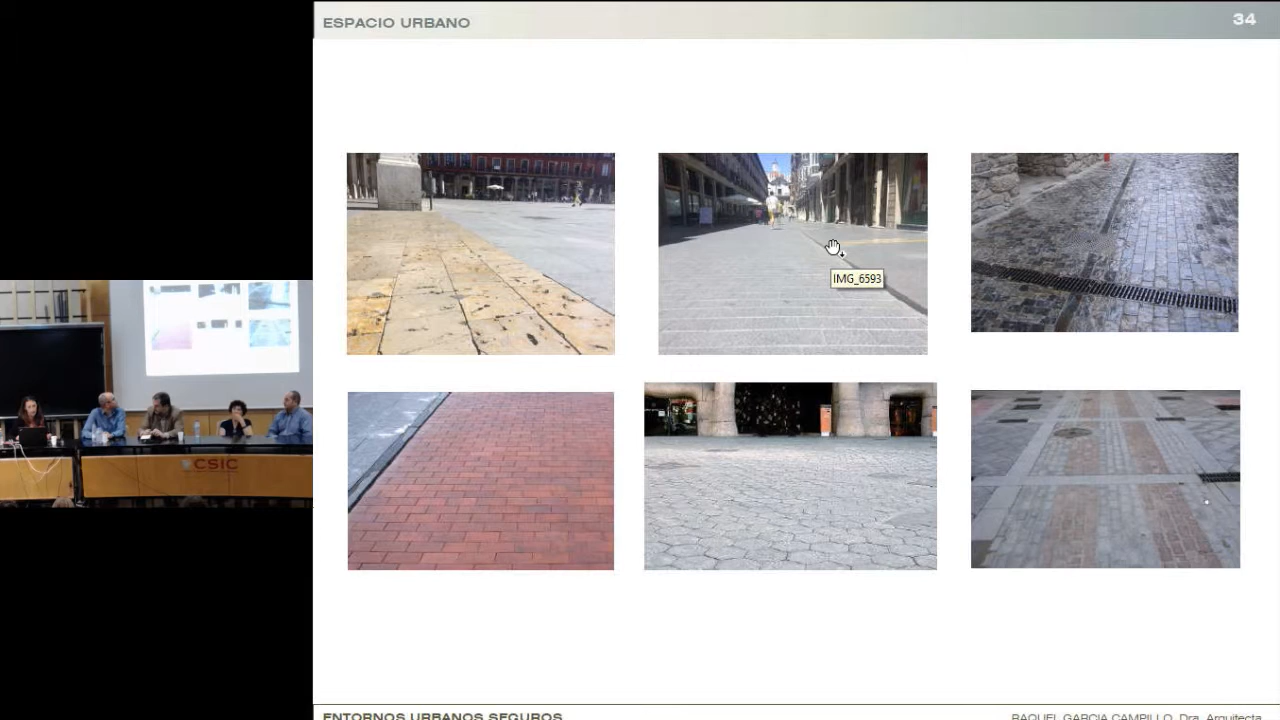 ESPACIO URBANO
34
IMG_6593
CSIC
ENTORNOS URBANOS SEGUROS
RAQUEL GARCIA CAMPILLO. Dra. Arquitecta